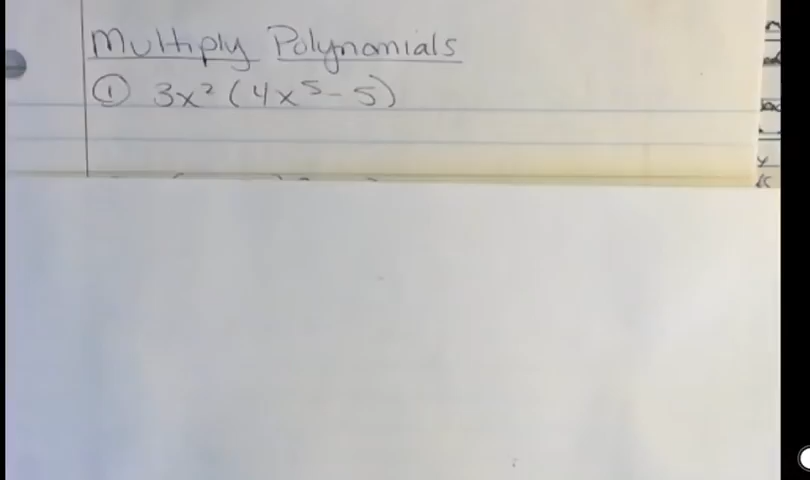 Multiply Polynomials
① 3x² (4x⁵ - 5)